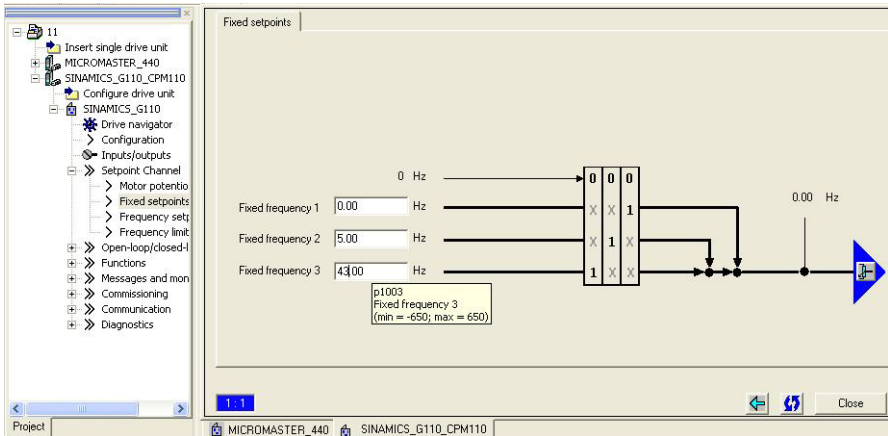 11
Insert single drive unit
MICROMASTER_440
SINAMICS_G110_CPM110
Configure drive unit
SINAMICS_G110
Drive navigator
Configuration
Inputs/outputs
Setpoint Channel
Motor potentio
Fixed setpoints
Frequency setp
Frequency limit
Open-loop/closed-l
Functions
Messages and mon
Commissioning
Communication
Diagnostics
Project
Fixed setpoints
0 Hz
0 0 0
Fixed frequency 1 0.00 Hz X X 1
Fixed frequency 2 5.00 Hz X 1 X
Fixed frequency 3 43.00 Hz 1 X X
0.00 Hz
p1003
Fixed frequency 3
(min = -650; max = 650)
1 : 1
Close
MICROMASTER_440 SINAMICS_G110_CPM110